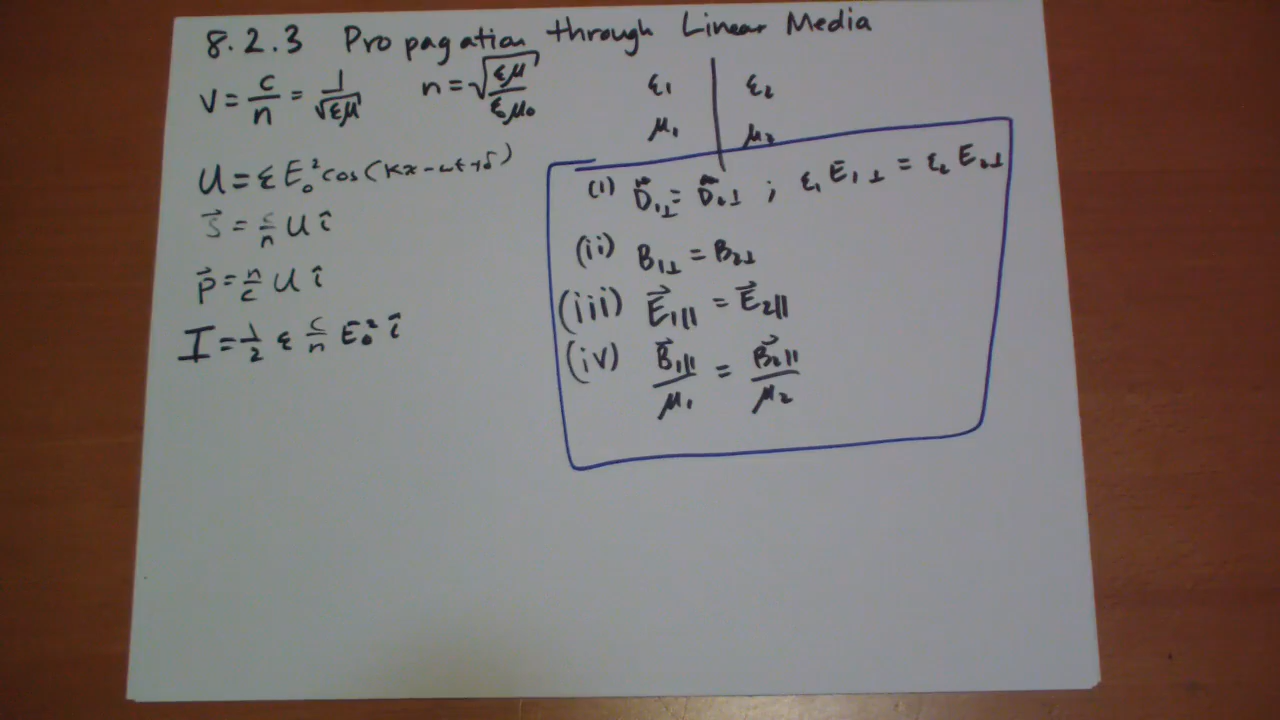 8.2.3 Propagation through Linear Media
v = c/n = 1/√εμ    n = √(εμ/ε₀μ₀)
ε₁ | ε₂
μ₁ | μ₂
U = εE₀²cos(kx-ωt+δ)
S⃗ = c/n U î
p⃗ = n/c U î
I = 1/2 ε c/n E₀² î
(i) D⃗₁⊥ = D⃗₂⊥ ; ε₁E₁⊥ = ε₂E₂⊥
(ii) B₁⊥ = B₂⊥
(iii) E⃗₁∥ = E⃗₂∥
(iv) B⃗₁∥/μ₁ = B⃗₂∥/μ₂